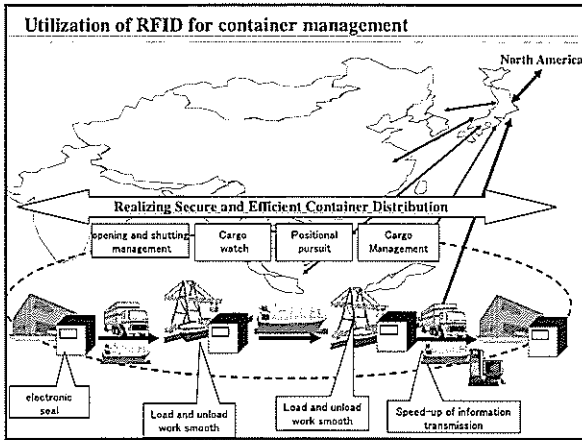 Utilization of RFID for container management
North America
Realizing Secure and Efficient Container Distribution
opening and shutting
management
Cargo
watch
Positional
pursuit
Cargo
Management
electronic
seal
Load and unload
work smooth
Load and unload
work smooth
Speed-up of information
transmission